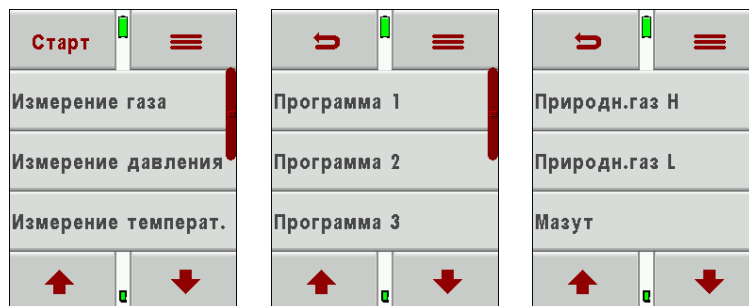 Старт
Измерение газа
Измерение давления
Измерение температ.
Программа 1
Программа 2
Программа 3
Природн.газ H
Природн.газ L
Мазут